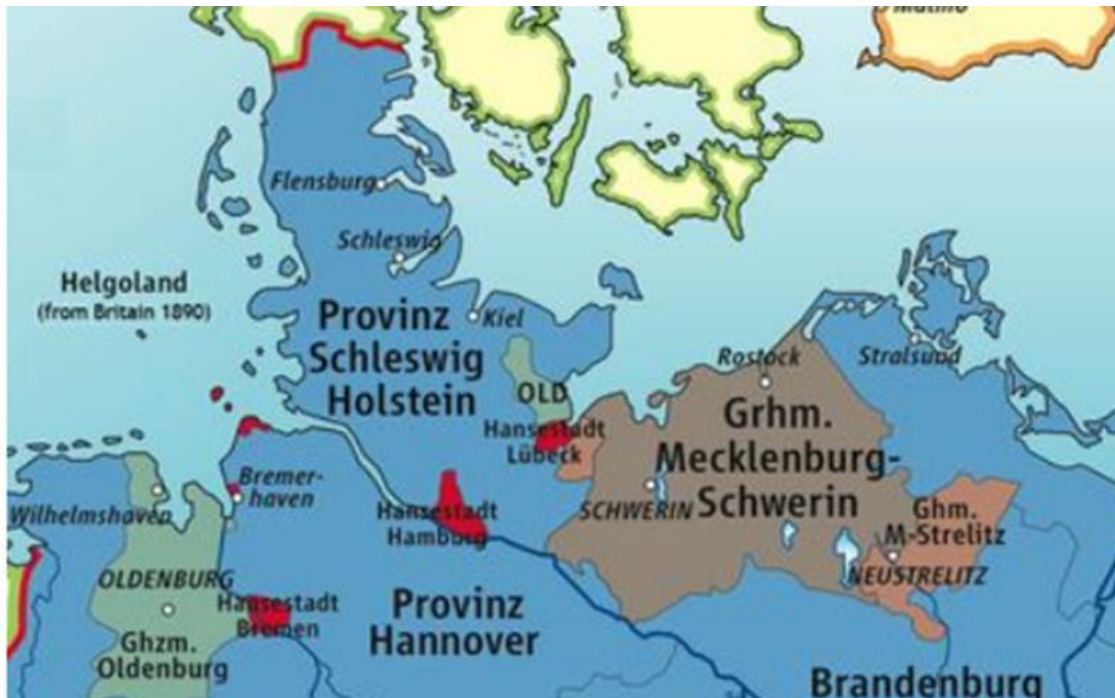 Malmö
Flensburg
Schleswig
Helgoland
(from Britain 1890)
Provinz
Schleswig
Holstein
Kiel
Rostock
Stralsund
OLD
Hansestadt
Lübeck
Grhm.
Mecklenburg-
Schwerin
SCHWERIN
Ghm.
M-Strelitz
NEUSTRELITZ
Bremer-
haven
Wilhelmshaven
Hansestadt
Hamburg
OLDENBURG
Hansestadt
Bremen
Provinz
Hannover
Ghzm.
Oldenburg
Brandenburg